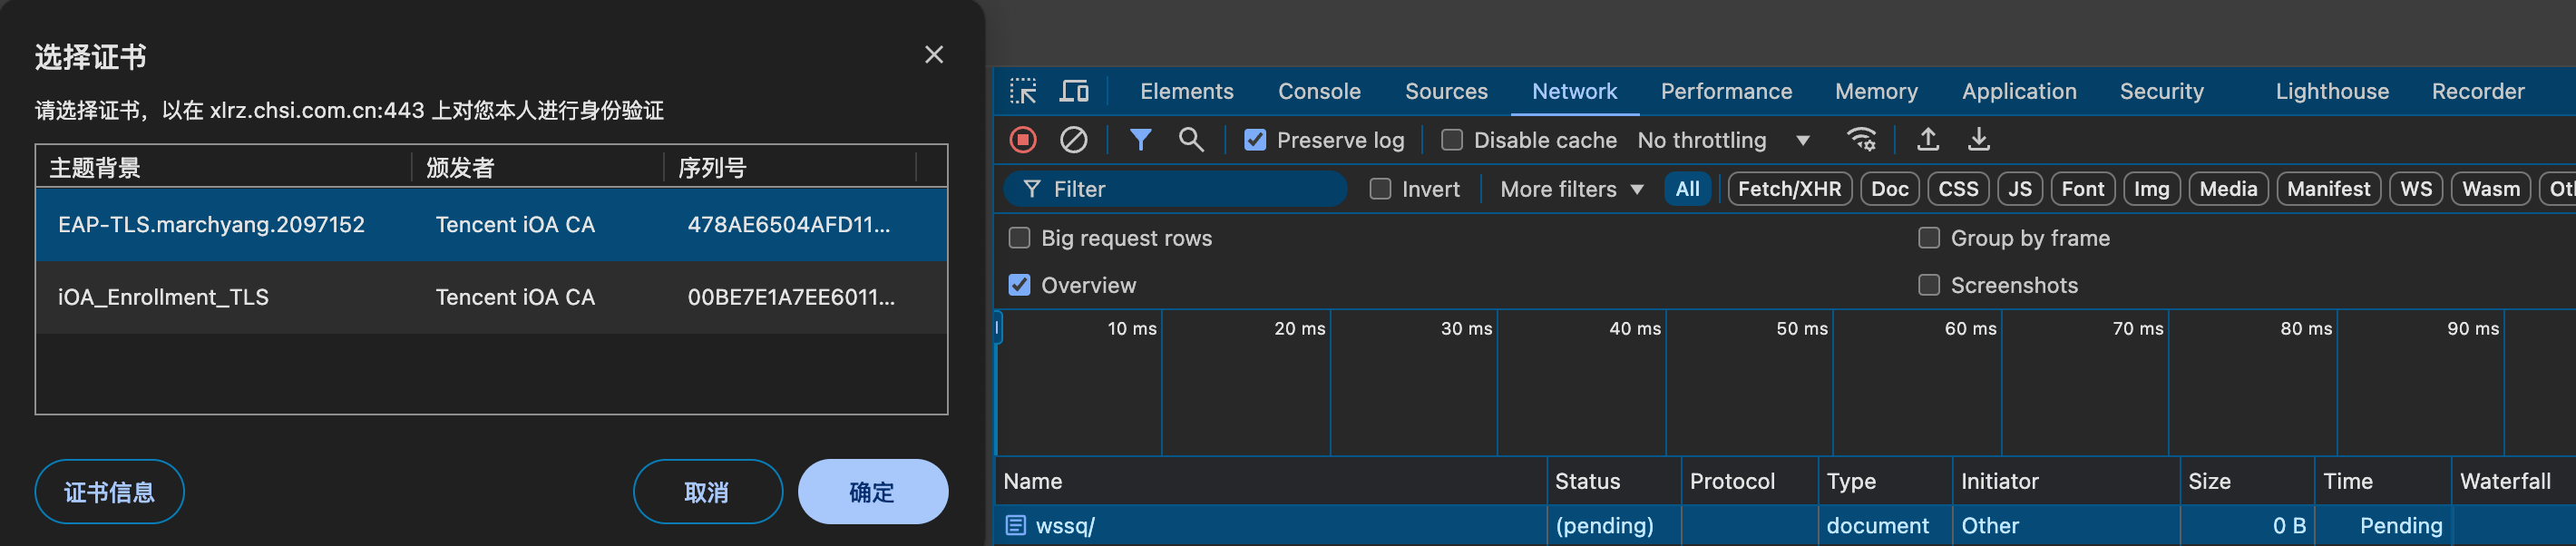 选择证书
请选择证书，以在 xlrz.chsi.com.cn:443 上对您本人进行身份验证
主题背景 颁发者 序列号
EAP-TLS.marchyang.2097152 Tencent iOA CA 478AE6504AFD11...
iOA_Enrollment_TLS Tencent iOA CA 00BE7E1A7EE6011...
证书信息 取消 确定
Elements Console Sources Network Performance Memory Application Security Lighthouse Recorder
Preserve log Disable cache No throttling
Filter Invert More filters All Fetch/XHR Doc CSS JS Font Img Media Manifest WS Wasm Ot
Big request rows Group by frame
Overview Screenshots
10 ms 20 ms 30 ms 40 ms 50 ms 60 ms 70 ms 80 ms 90 ms
Name Status Protocol Type Initiator Size Time Waterfall
wssq/ (pending) document Other 0 B Pending